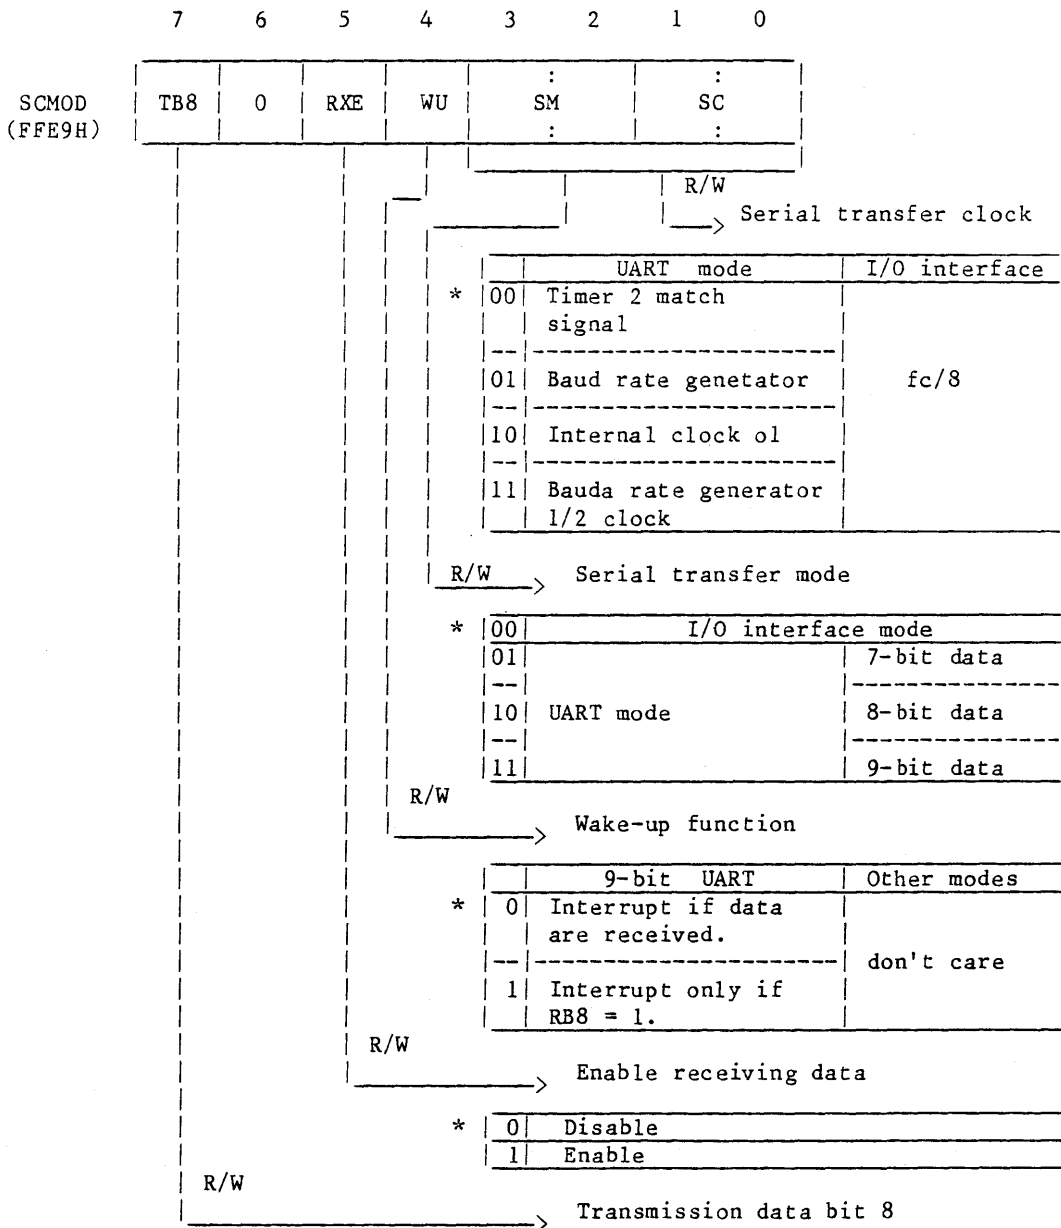 7 6 5 4 3 2 1 0
SCMOD TB8 0 RXE WU SM SC
(FFE9H)
R/W
Serial transfer clock
UART mode I/O interface
* 00 Timer 2 match
signal
01 Baud rate genetator fc/8
10 Internal clock ol
11 Bauda rate generator
1/2 clock
R/W Serial transfer mode
* 00 I/O interface mode
01 7-bit data
10 UART mode 8-bit data
11 9-bit data
R/W
Wake-up function
9-bit UART Other modes
* 0 Interrupt if data
are received.
don't care
1 Interrupt only if
RB8 = 1.
R/W
Enable receiving data
* 0 Disable
1 Enable
R/W
Transmission data bit 8